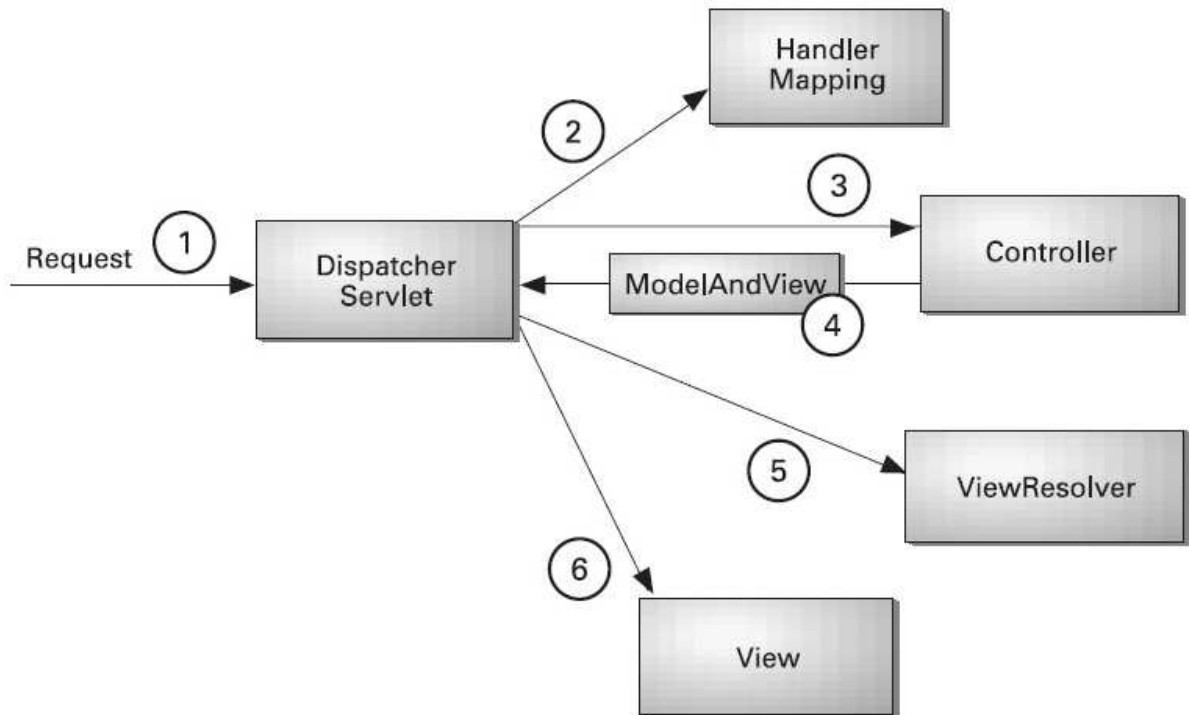 Handler
Mapping
2
3
1
Request
Dispatcher
Servlet
Controller
ModelAndView
4
5
ViewResolver
6
View